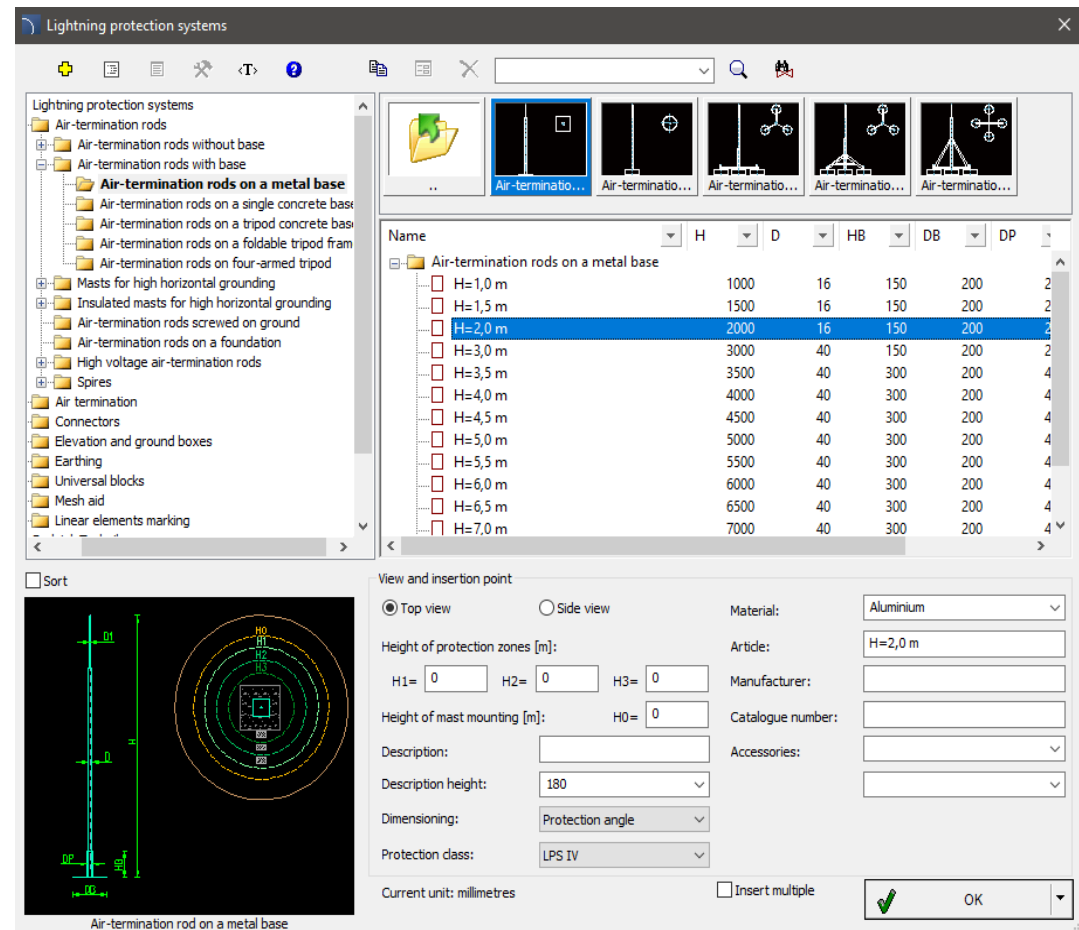 Lightning protection systems
<T>
Lightning protection systems
Air-termination rods
Air-termination rods without base
Air-termination rods with base
Air-termination rods on a metal base
Air-termination rods on a single concrete base
Air-termination rods on a tripod concrete bas
Air-termination rods on a foldable tripod fram
Air-termination rods on four-armed tripod
Masts for high horizontal grounding
Insulated masts for high horizontal grounding
Air-termination rods screwed on ground
Air-termination rods on a foundation
High voltage air-termination rods
Spires
Air termination
Connectors
Elevation and ground boxes
Earthing
Universal blocks
Mesh aid
Linear elements marking
.. Air-terminatio... Air-terminatio... Air-terminatio... Air-terminatio... Air-terminatio...
Name H D HB DB DP
Air-termination rods on a metal base
H=1,0 m 1000 16 150 200 2
H=1,5 m 1500 16 150 200 2
H=2,0 m 2000 16 150 200 2
H=3,0 m 3000 40 150 200 2
H=3,5 m 3500 40 300 200 4
H=4,0 m 4000 40 300 200 4
H=4,5 m 4500 40 300 200 4
H=5,0 m 5000 40 300 200 4
H=5,5 m 5500 40 300 200 4
H=6,0 m 6000 40 300 200 4
H=6,5 m 6500 40 300 200 4
H=7,0 m 7000 40 300 200 4
Sort
D1
H
D
DP
HB
DB
H0
H1
H2
H3
Air-termination rod on a metal base
View and insertion point
Top view Side view
Height of protection zones [m]:
H1= 0 H2= 0 H3= 0
Height of mast mounting [m]: H0= 0
Description:
Description height: 180
Dimensioning: Protection angle
Protection class: LPS IV
Current unit: millimetres
Material: Aluminium
Article: H=2,0 m
Manufacturer:
Catalogue number:
Accessories:
Insert multiple
OK